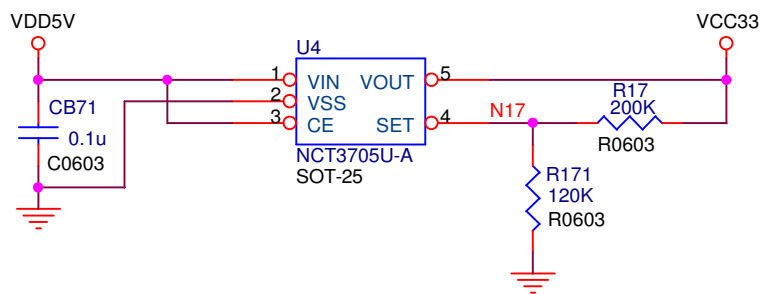 VDD5V
VCC33
U4
1 VIN VOUT 5
2 VSS
3 CE SET 4
N17
R17
200K
R0603
CB71
0.1u
C0603
NCT3705U-A
SOT-25
R171
120K
R0603